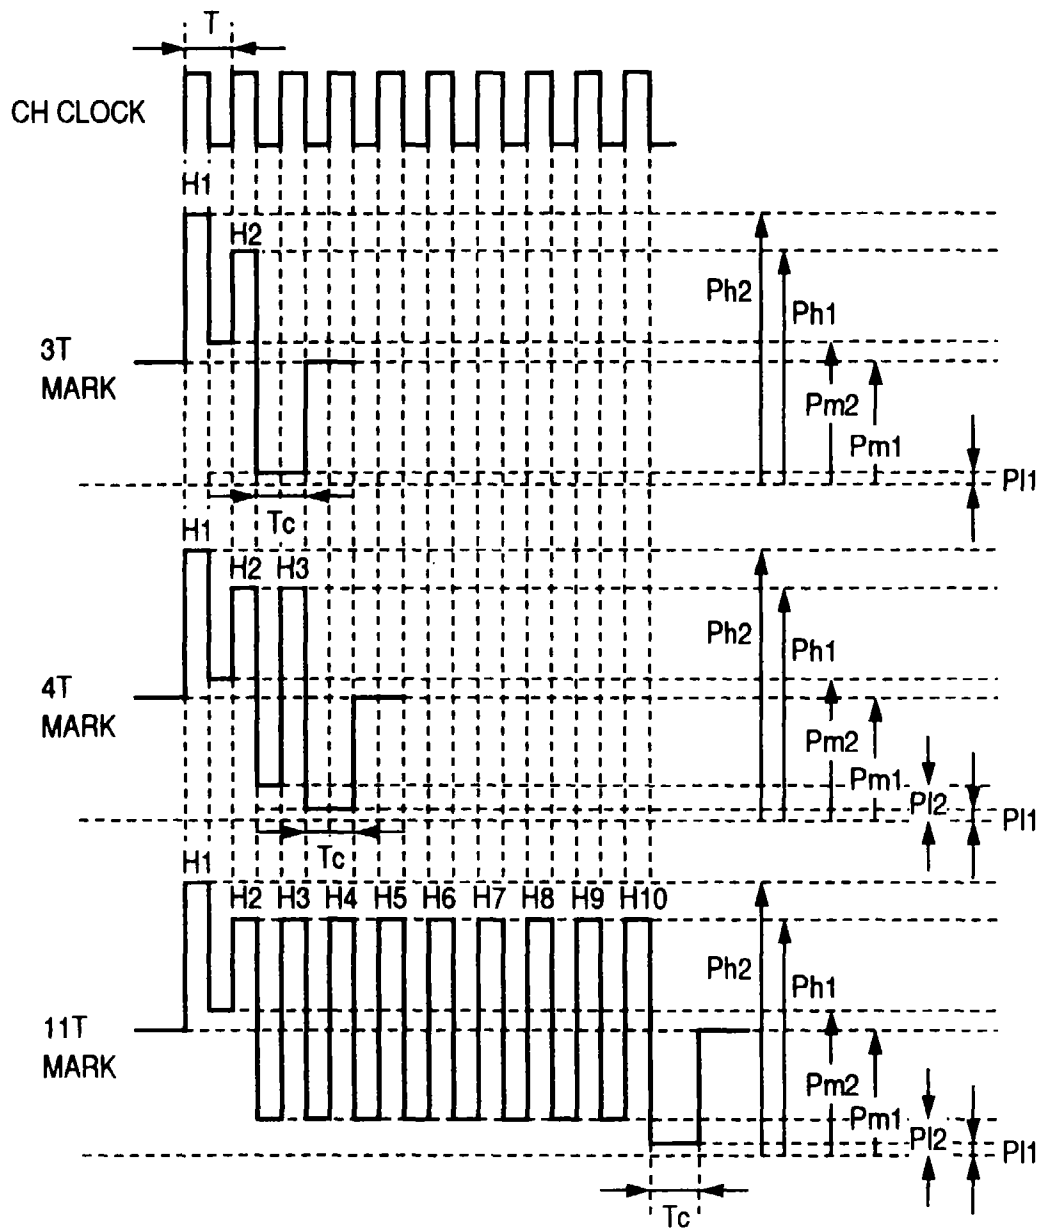 T
CH CLOCK
H1
H2
3T
MARK
Ph2
Ph1
Pm2
Pm1
Pl1
Tc
H1
H2 H3
4T
MARK
Ph2
Ph1
Pm2
Pm1
Pl2
Pl1
Tc
H1
H2 H3 H4 H5 H6 H7 H8 H9 H10
11T
MARK
Ph2
Ph1
Pm2
Pm1
Pl2
Pl1
Tc